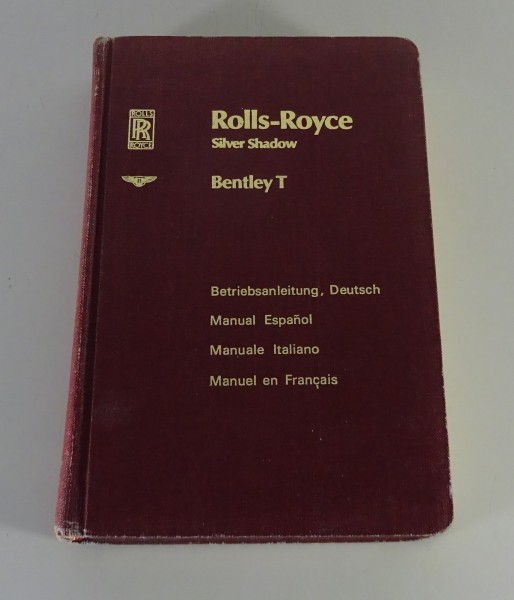 ROLLS
RR
ROYCE
Rolls-Royce
Silver Shadow
Bentley T
Betriebsanleitung, Deutsch
Manual Español
Manuale Italiano
Manuel en Français